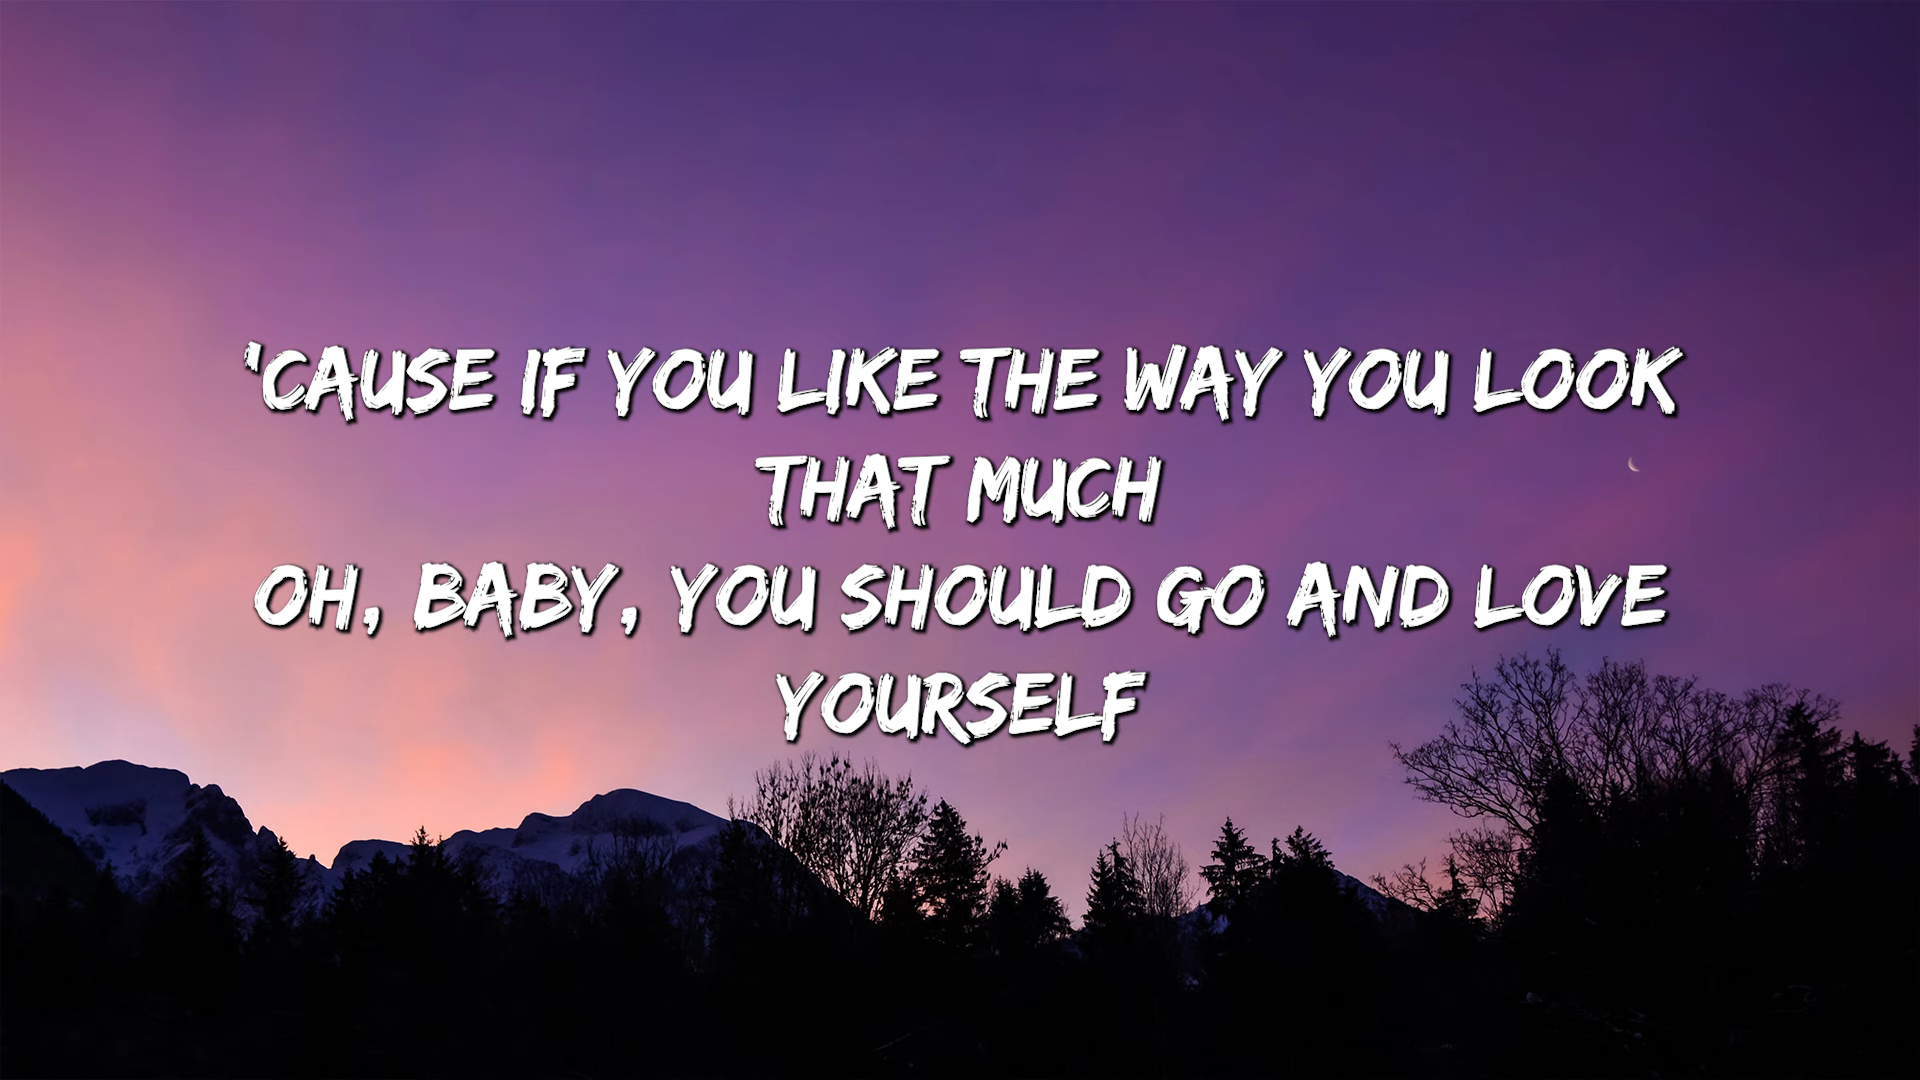 'CAUSE IF YOU LIKE THE WAY YOU LOOK
THAT MUCH
OH, BABY, YOU SHOULD GO AND LOVE
YOURSELF